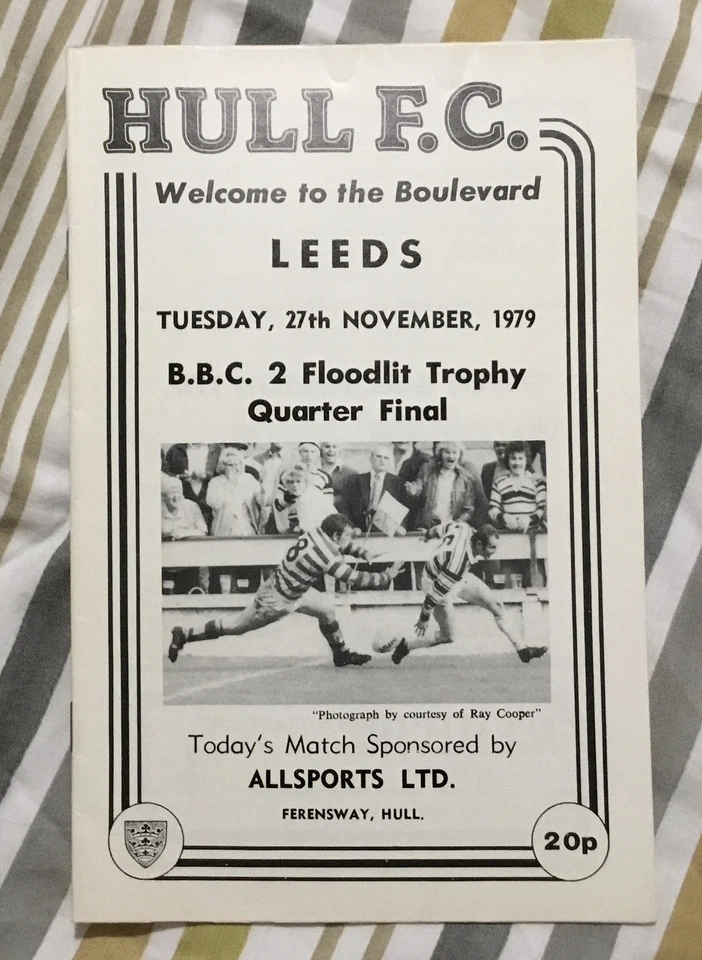 HULL F.C.
Welcome to the Boulevard
LEEDS
TUESDAY, 27th NOVEMBER, 1979
B.B.C. 2 Floodlit Trophy
Quarter Final
8
"Photograph by courtesy of Ray Cooper"
Today's Match Sponsored by
ALLSPORTS LTD.
FERENSWAY, HULL.
20p